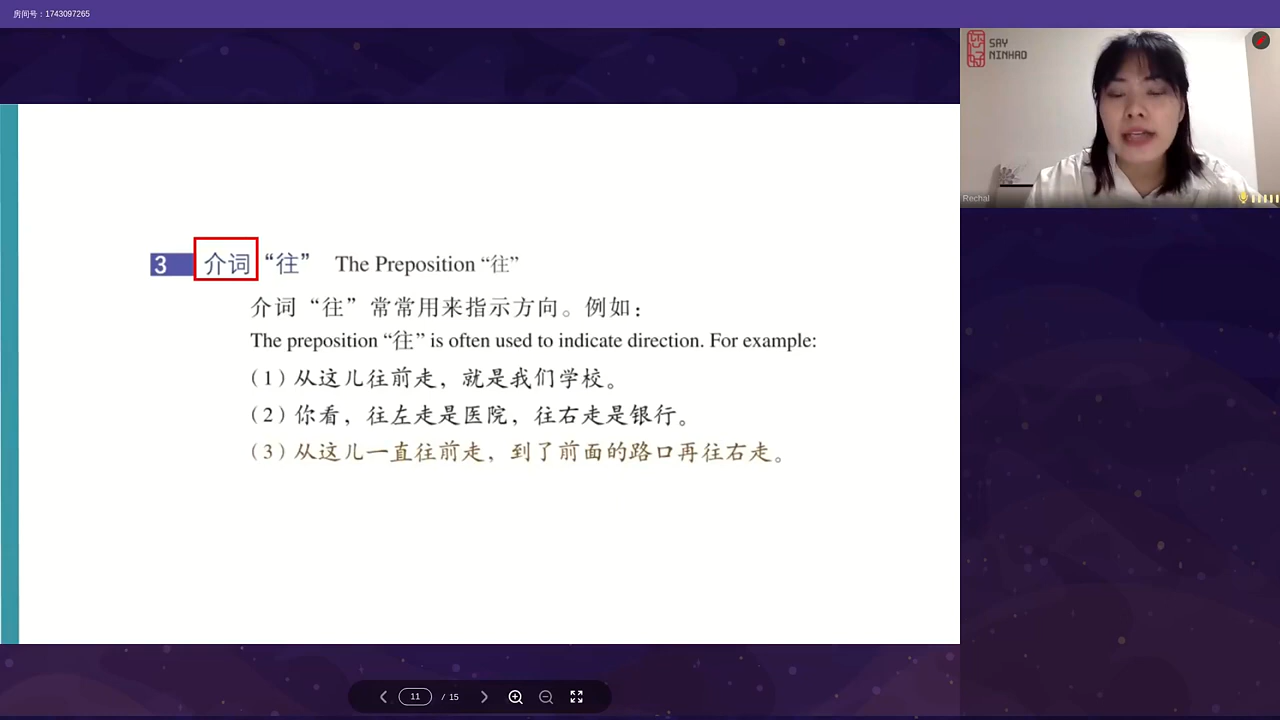 房间号：1743097265
SAY
NINHAO
Rechal
3 介词 “往” The Preposition “往”
介词 “往” 常常用来指示方向。例如：
The preposition “往” is often used to indicate direction. For example:
（1）从这儿往前走，就是我们学校。
（2）你看，往左走是医院，往右走是银行。
（3）从这儿一直往前走，到了前面的路口再往右走。
11 / 15